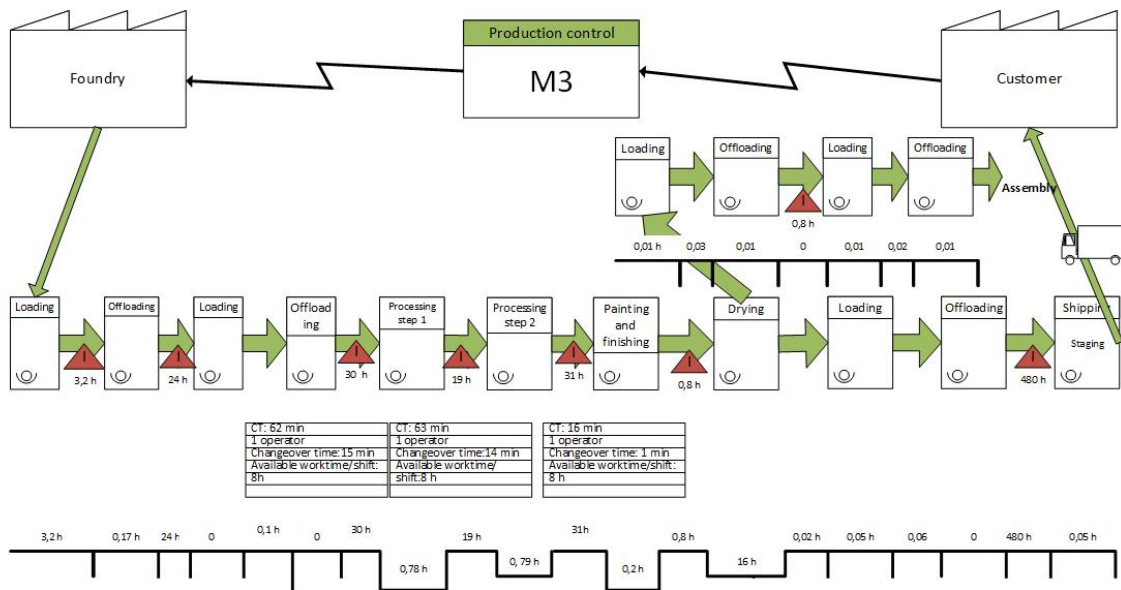 Production control
Foundry
M3
Customer
Loading
Offloading
Loading
Offloading
Assembly
I
0,8 h
0,01 h
0,03
0,01
0
0,01
0,02
0,01
Loading
Offloading
Loading
Offload
ing
Processing
step 1
Processing
step 2
Painting
and
finishing
Drying
Loading
Offloading
Shipping
Staging
I
3,2 h
I
24 h
I
30 h
I
19 h
I
31 h
I
0,8 h
I
480 h
CT: 62 min
1 operator
Changeover time:15 min
Available worktime/shift:
8h
CT: 63 min
1 operator
Changeover time:14 min
Available worktime/
shift:8 h
CT: 16 min
1 operator
Changeover time: 1 min
Available worktime/shift:
8 h
3,2 h
0,17 h
24 h
0
0,1 h
0
30 h
0,78 h
19 h
0,79 h
31h
0,2 h
0,8 h
16 h
0,02 h
0,05 h
0,06
0
480 h
0,05 h